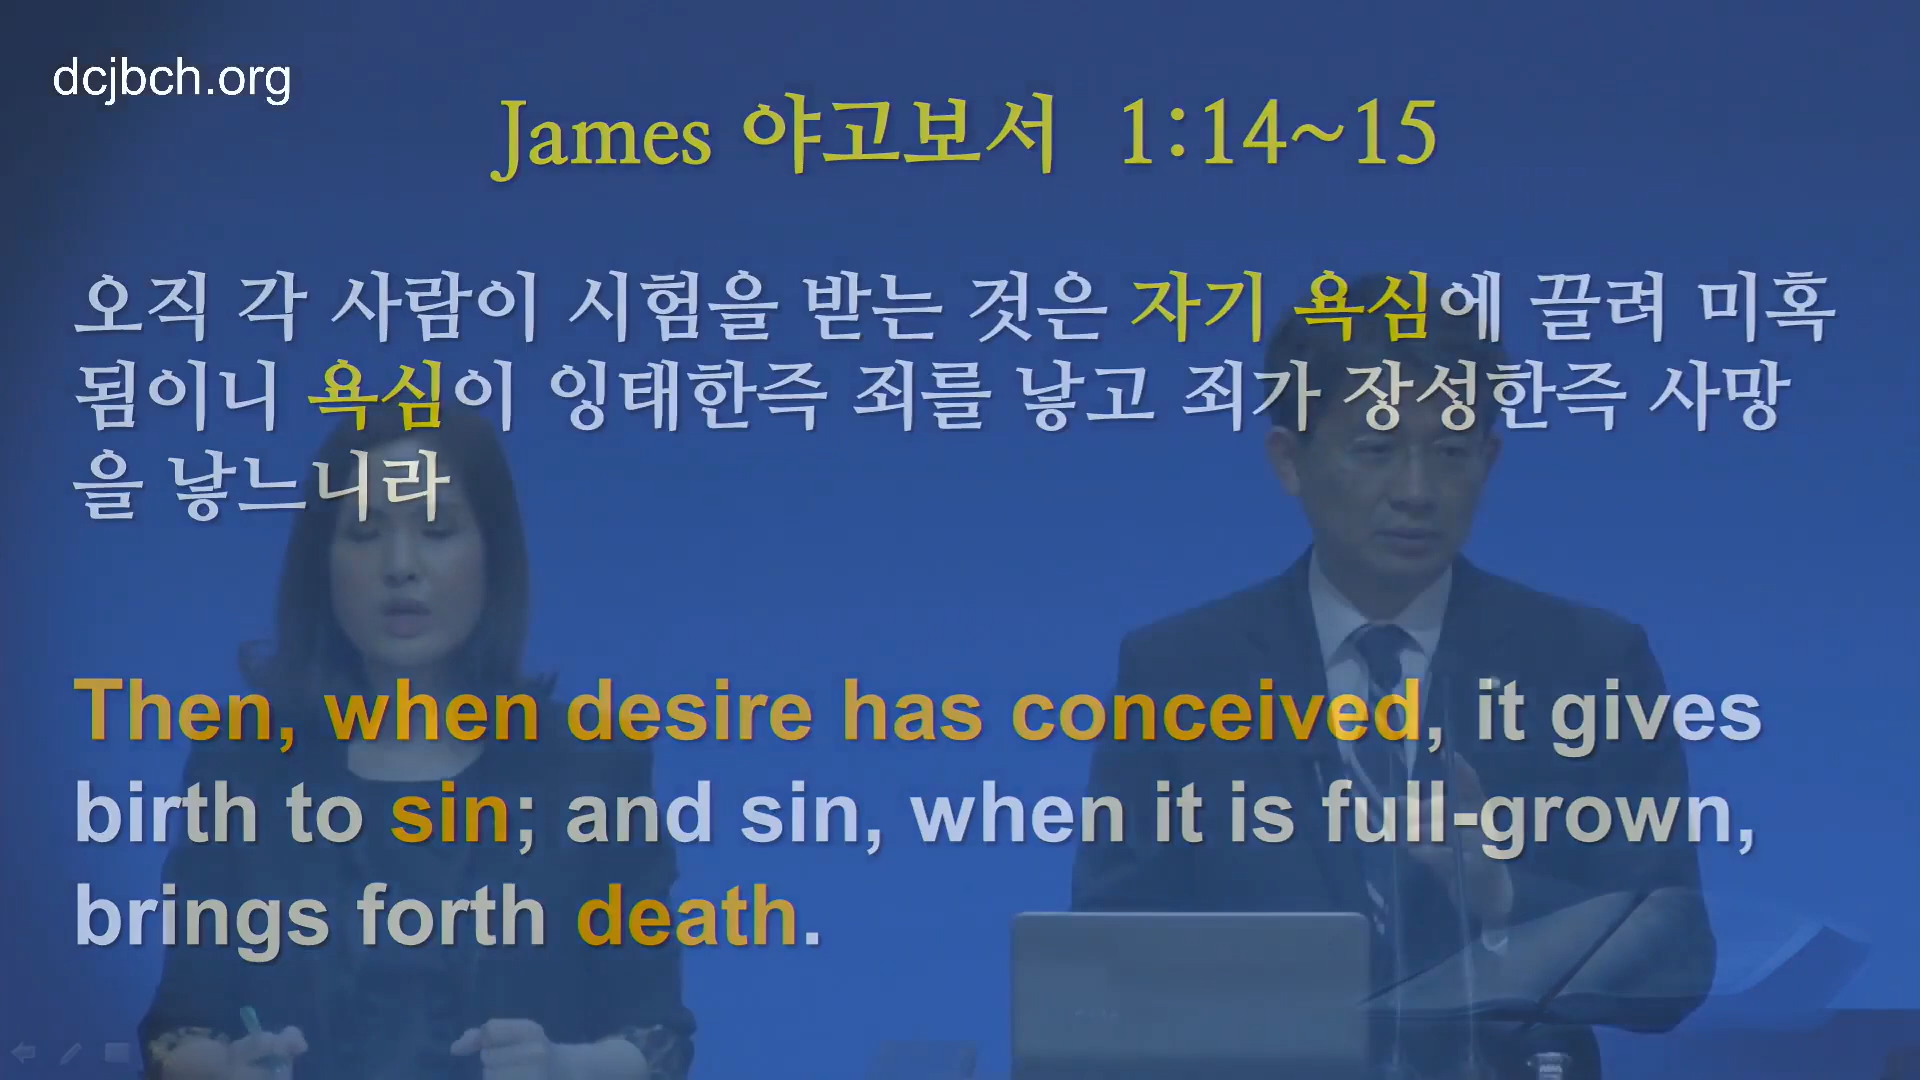 dcjbch.org
James 야고보서 1:14~15
오직 각 사람이 시험을 받는 것은 자기 욕심에 끌려 미혹
됨이니 욕심이 잉태한즉 죄를 낳고 죄가 장성한즉 사망
을 낳느니라
Then, when desire has conceived, it gives
birth to sin; and sin, when it is full-grown,
brings forth death.